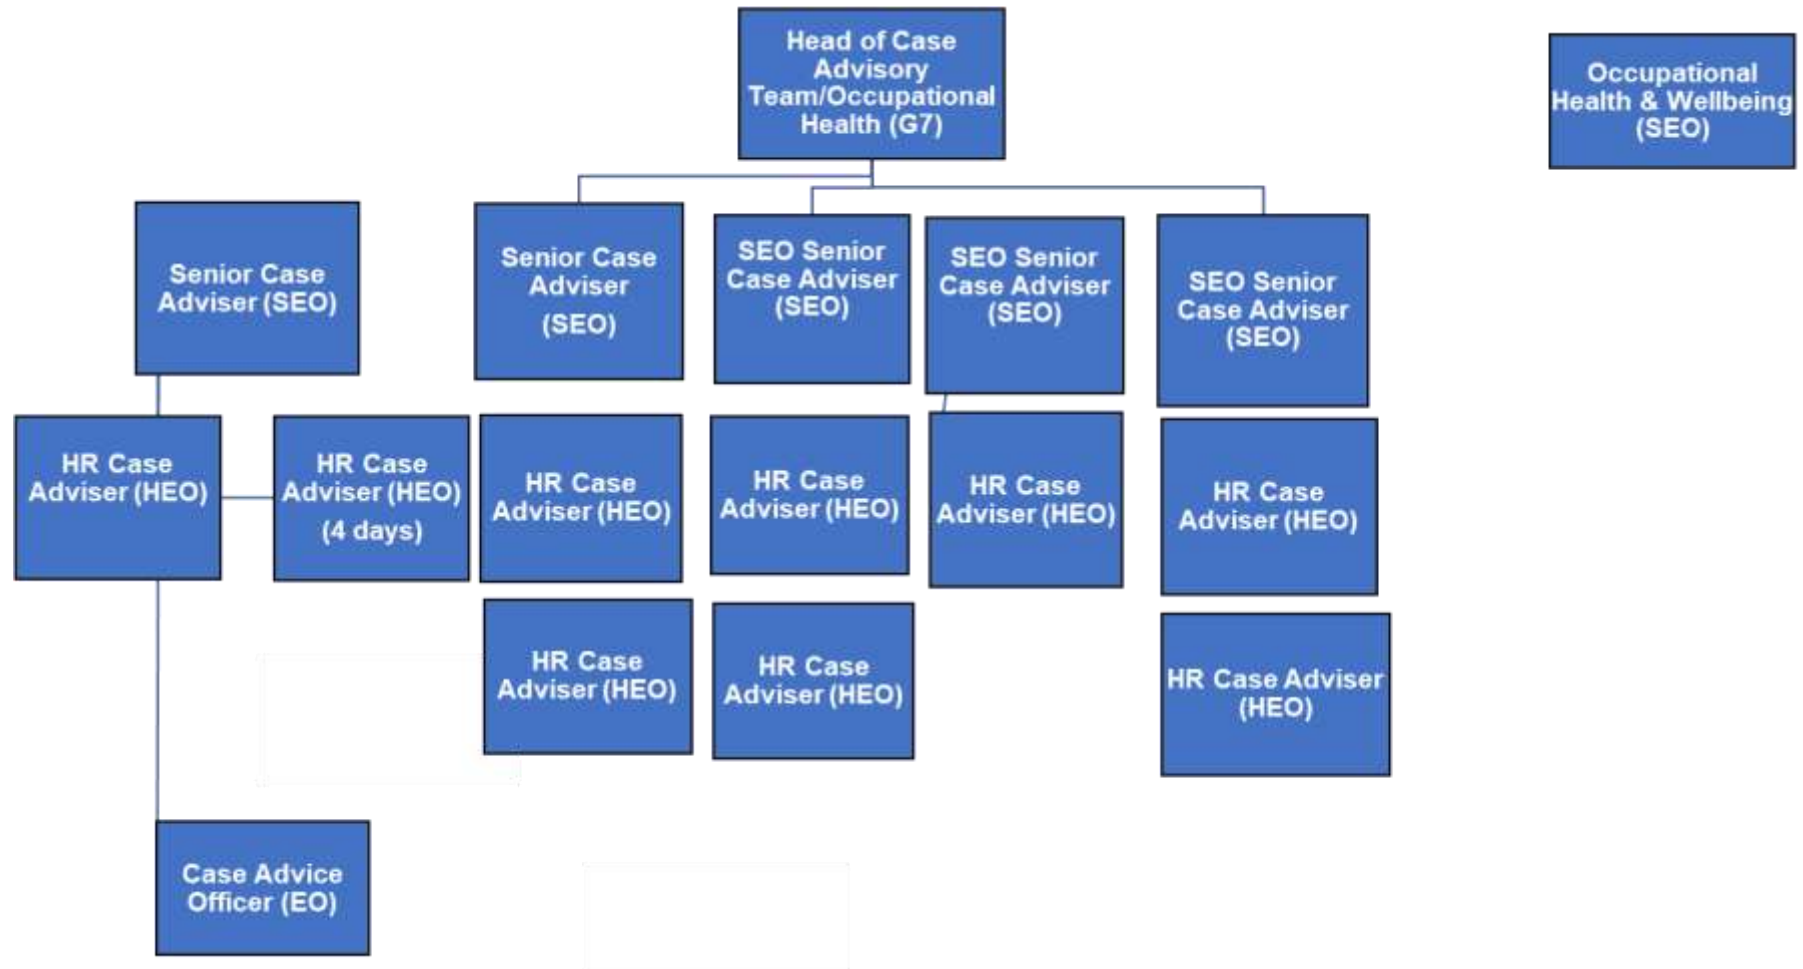 Head of Case
Advisory
Team/Occupational
Health (G7)
Occupational
Health & Wellbeing
(SEO)
Senior Case
Adviser (SEO)
Senior Case
Adviser
(SEO)
SEO Senior
Case Adviser
(SEO)
SEO Senior
Case Adviser
(SEO)
SEO Senior
Case Adviser
(SEO)
HR Case
Adviser (HEO)
HR Case
Adviser (HEO)
(4 days)
HR Case
Adviser (HEO)
HR Case
Adviser (HEO)
HR Case
Adviser (HEO)
HR Case
Adviser (HEO)
HR Case
Adviser (HEO)
HR Case
Adviser (HEO)
HR Case Adviser
(HEO)
Case Advice
Officer (EO)